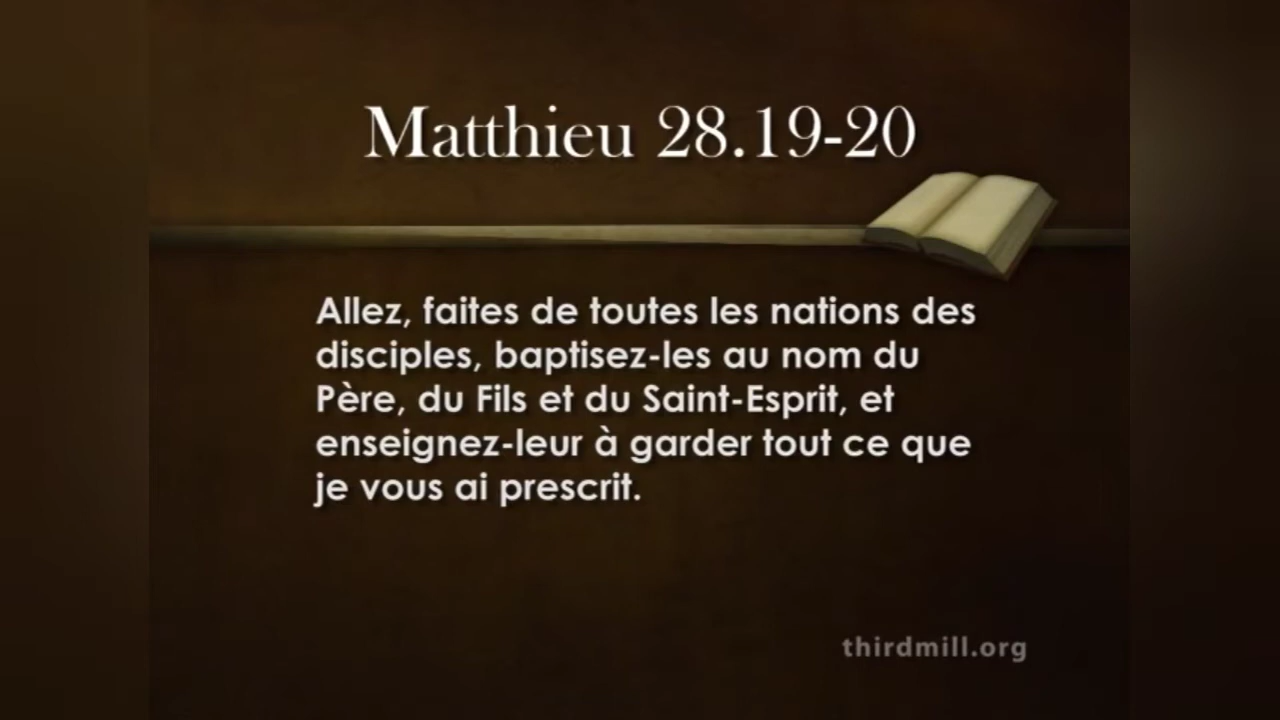 Matthieu 28.19-20
Allez, faites de toutes les nations des
disciples, baptisez-les au nom du
Père, du Fils et du Saint-Esprit, et
enseignez-leur à garder tout ce que
je vous ai prescrit.
thirdmill.org